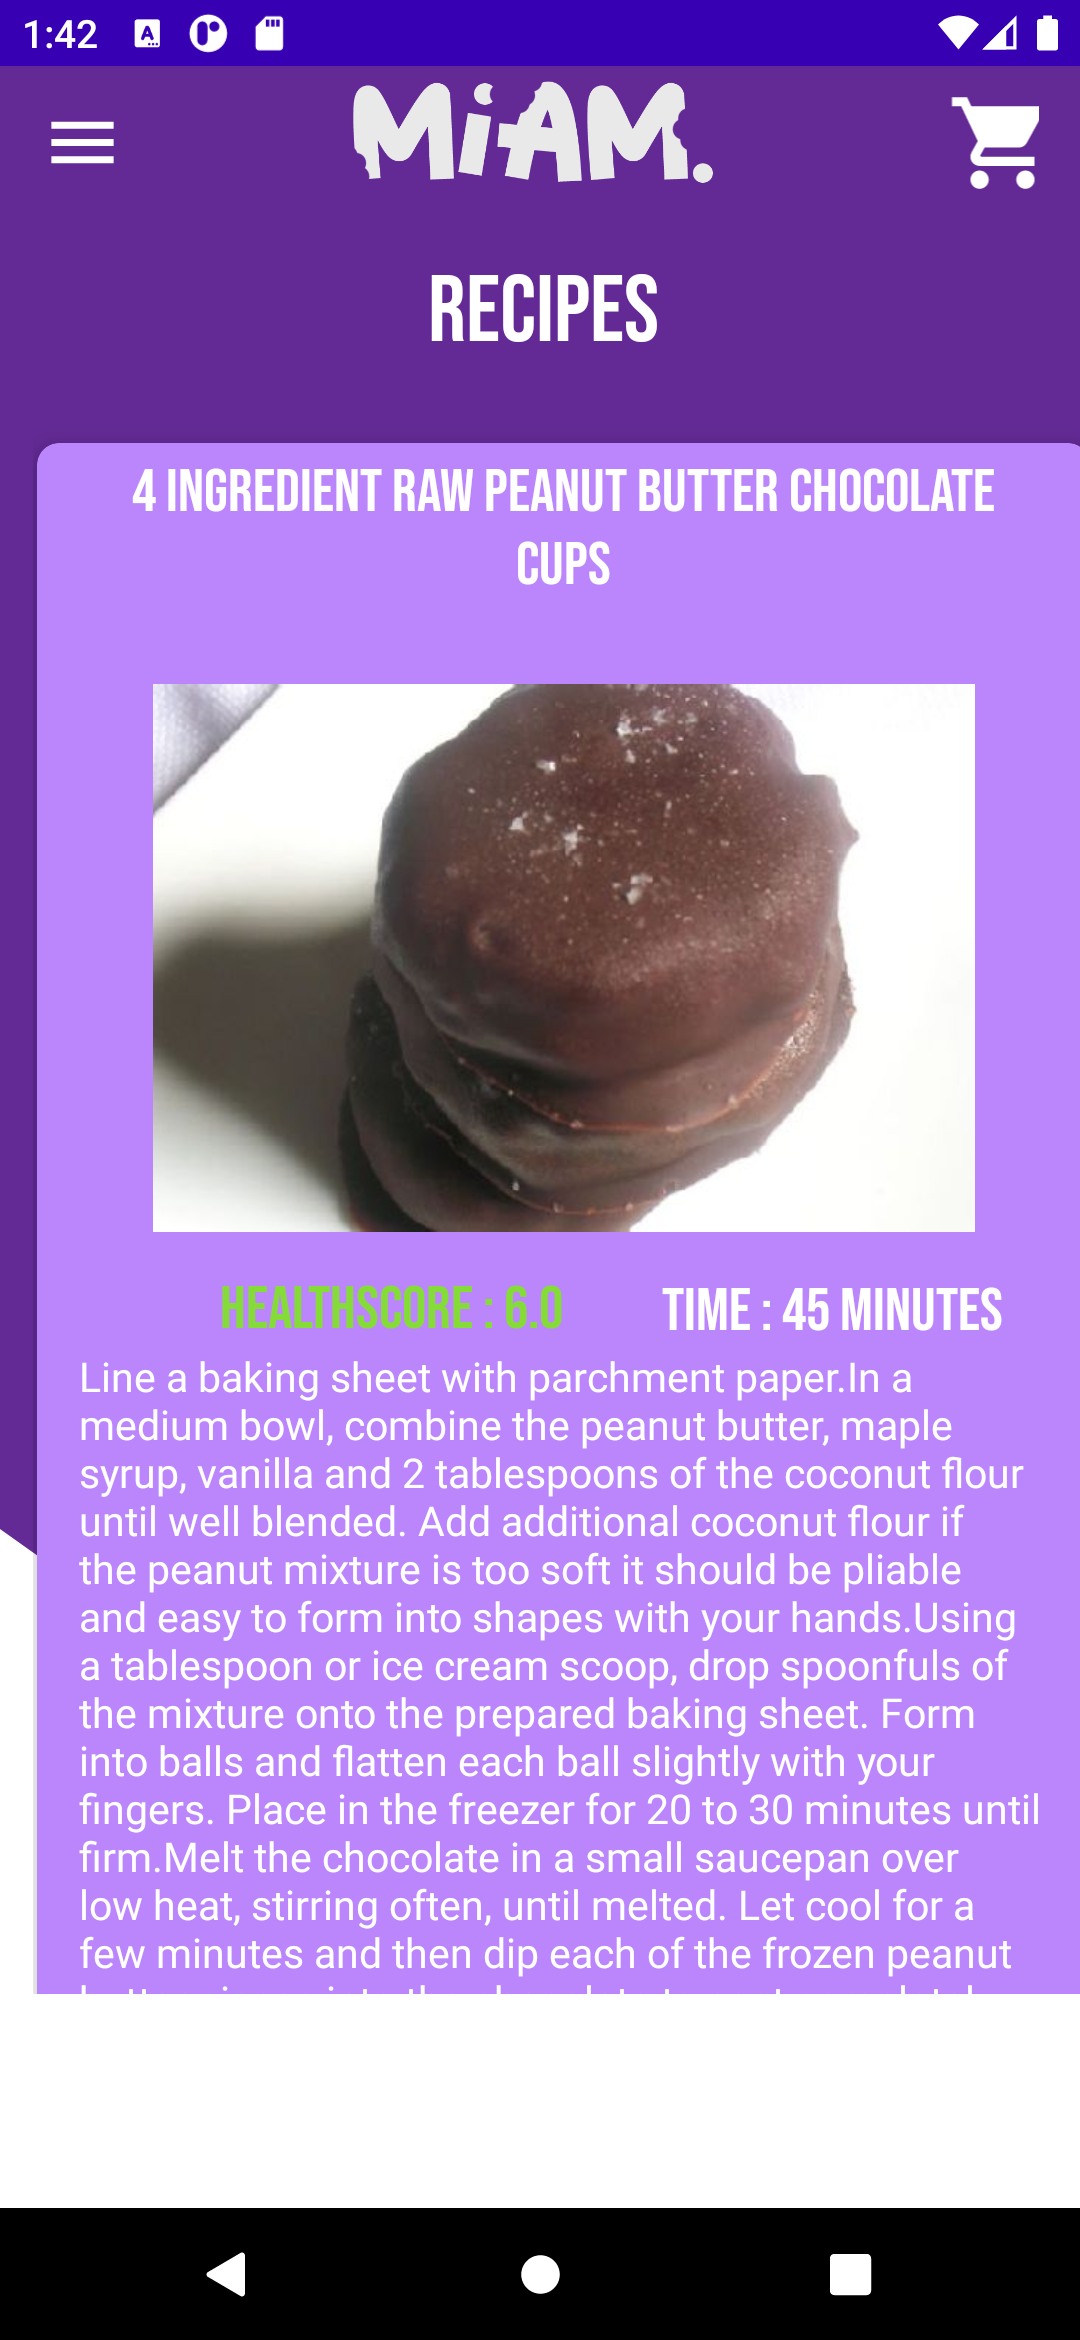 1:42
MiAM.
RECIPES
4 INGREDIENT RAW PEANUT BUTTER CHOCOLATE
CUPS
HEALTHSCORE : 6.0
TIME : 45 MINUTES
Line a baking sheet with parchment paper.In a
medium bowl, combine the peanut butter, maple
syrup, vanilla and 2 tablespoons of the coconut flour
until well blended. Add additional coconut flour if
the peanut mixture is too soft it should be pliable
and easy to form into shapes with your hands.Using
a tablespoon or ice cream scoop, drop spoonfuls of
the mixture onto the prepared baking sheet. Form
into balls and flatten each ball slightly with your
fingers. Place in the freezer for 20 to 30 minutes until
firm.Melt the chocolate in a small saucepan over
low heat, stirring often, until melted. Let cool for a
few minutes and then dip each of the frozen peanut